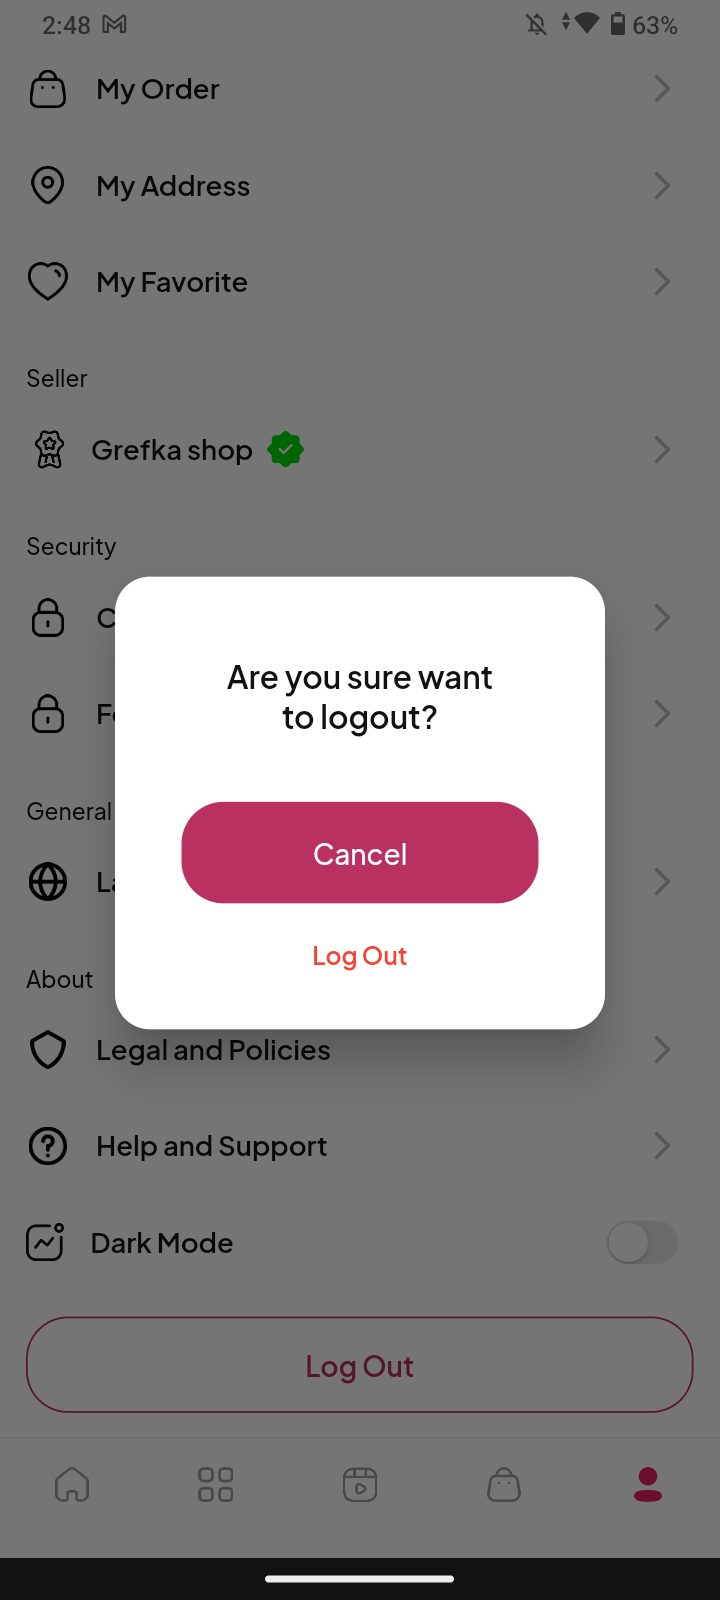 2:48
63%
My Order
My Address
My Favorite
Seller
Grefka shop
Security
Are you sure want
to logout?
General
Cancel
Log Out
About
Legal and Policies
Help and Support
Dark Mode
Log Out